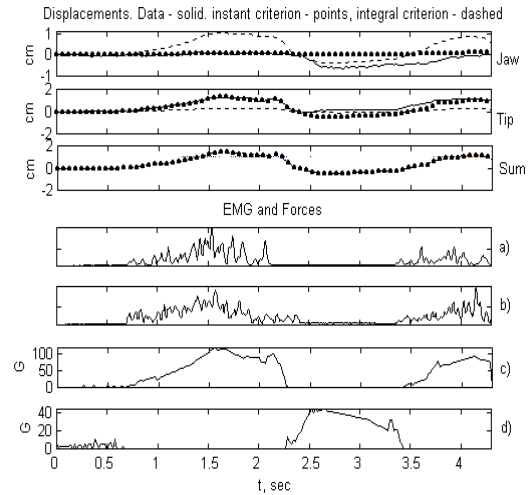 Displacements. Data - solid. instant criterion - points, integral criterion - dashed
1
0
-1
cm
Jaw
2
0
-2
cm
Tip
2
0
-2
cm
Sum
EMG and Forces
a)
b)
100
50
0
G
c)
40
20
0
G
d)
0 0.5 1 1.5 2 2.5 3 3.5 4
t, sec